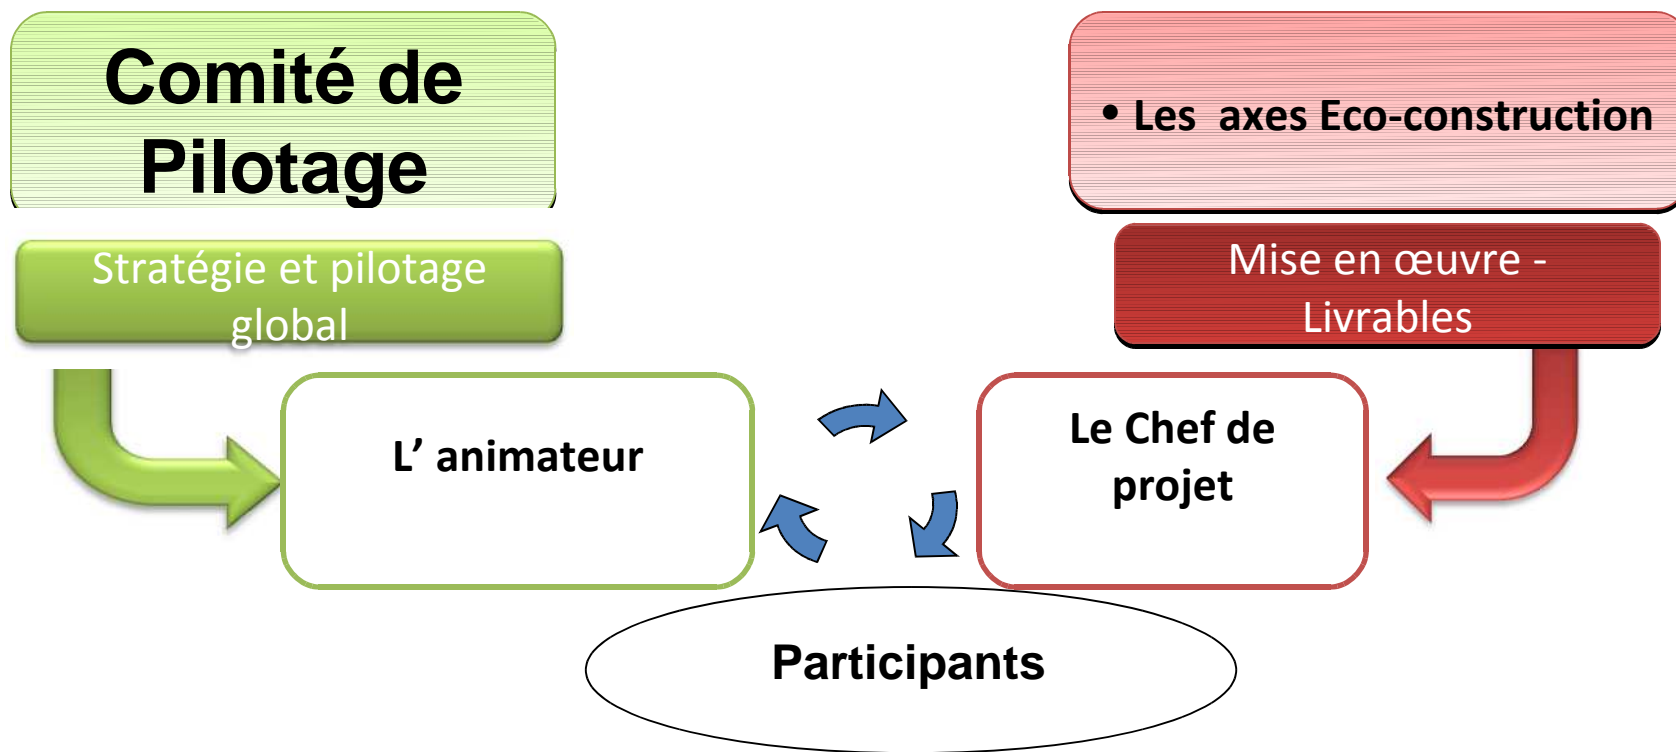 Comité de
Pilotage
• Les axes Eco-construction
Stratégie et pilotage
global
Mise en œuvre -
Livrables
L’ animateur
Le Chef de
projet
Participants